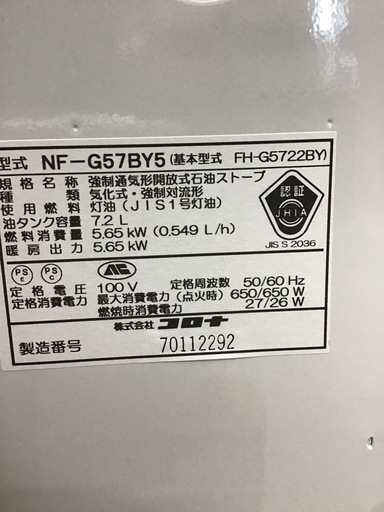 型式 NF-G57BY5(基本型式 FH-G5722BY)
規格名称 強制通気形開放式石油ストーブ
種類 気化式・強制対流形
使用燃料 灯油(JIS1号灯油)
油タンク容量 7.2 L
燃料消費量 5.65 kW (0.549 L/h)
暖房出力 5.65 kW
認証
JHIA
JIS S 2036
PS E
PS C
定格電圧 100 V 定格周波数 50/60 Hz
定格消費電力 最大消費電力(点火時) 650/650 W
燃焼時消費電力 27/26 W
株式会社 コロナ
製造番号 70112292